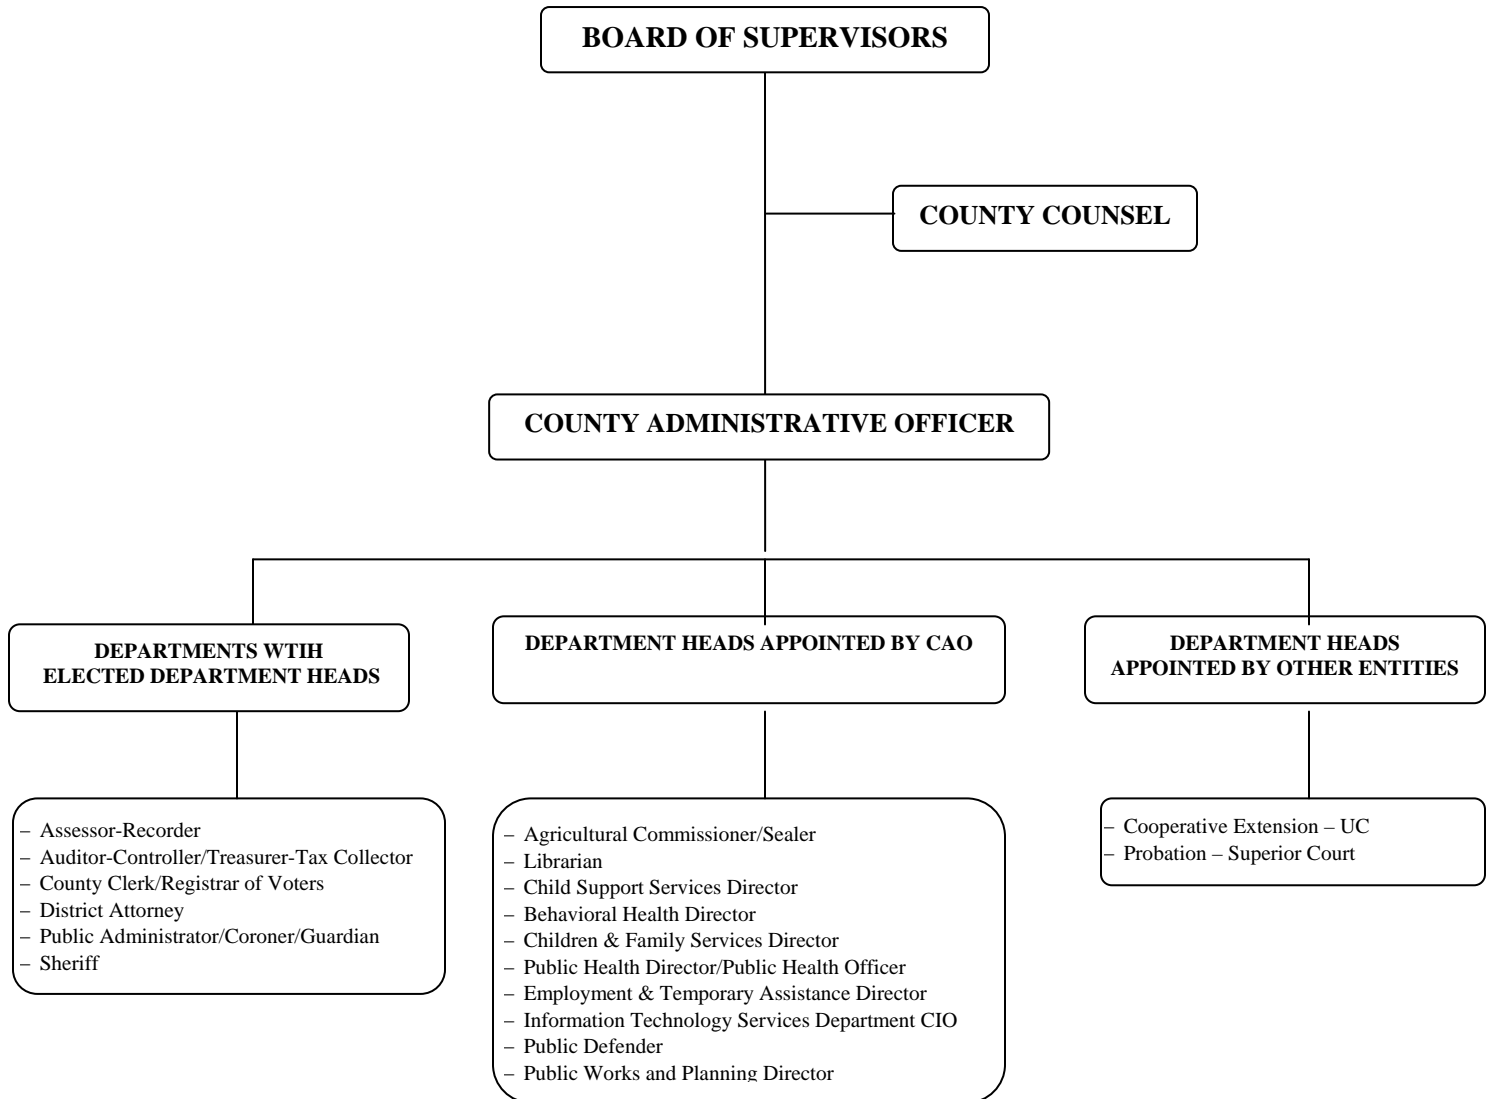 BOARD OF SUPERVISORS
COUNTY COUNSEL
COUNTY ADMINISTRATIVE OFFICER
DEPARTMENTS WTIH
ELECTED DEPARTMENT HEADS
– Assessor-Recorder
– Auditor-Controller/Treasurer-Tax Collector
– County Clerk/Registrar of Voters
– District Attorney
– Public Administrator/Coroner/Guardian
– Sheriff
DEPARTMENT HEADS APPOINTED BY CAO
– Agricultural Commissioner/Sealer
– Librarian
– Child Support Services Director
– Behavioral Health Director
– Children & Family Services Director
– Public Health Director/Public Health Officer
– Employment & Temporary Assistance Director
– Information Technology Services Department CIO
– Public Defender
– Public Works and Planning Director
DEPARTMENT HEADS
APPOINTED BY OTHER ENTITIES
– Cooperative Extension – UC
– Probation – Superior Court